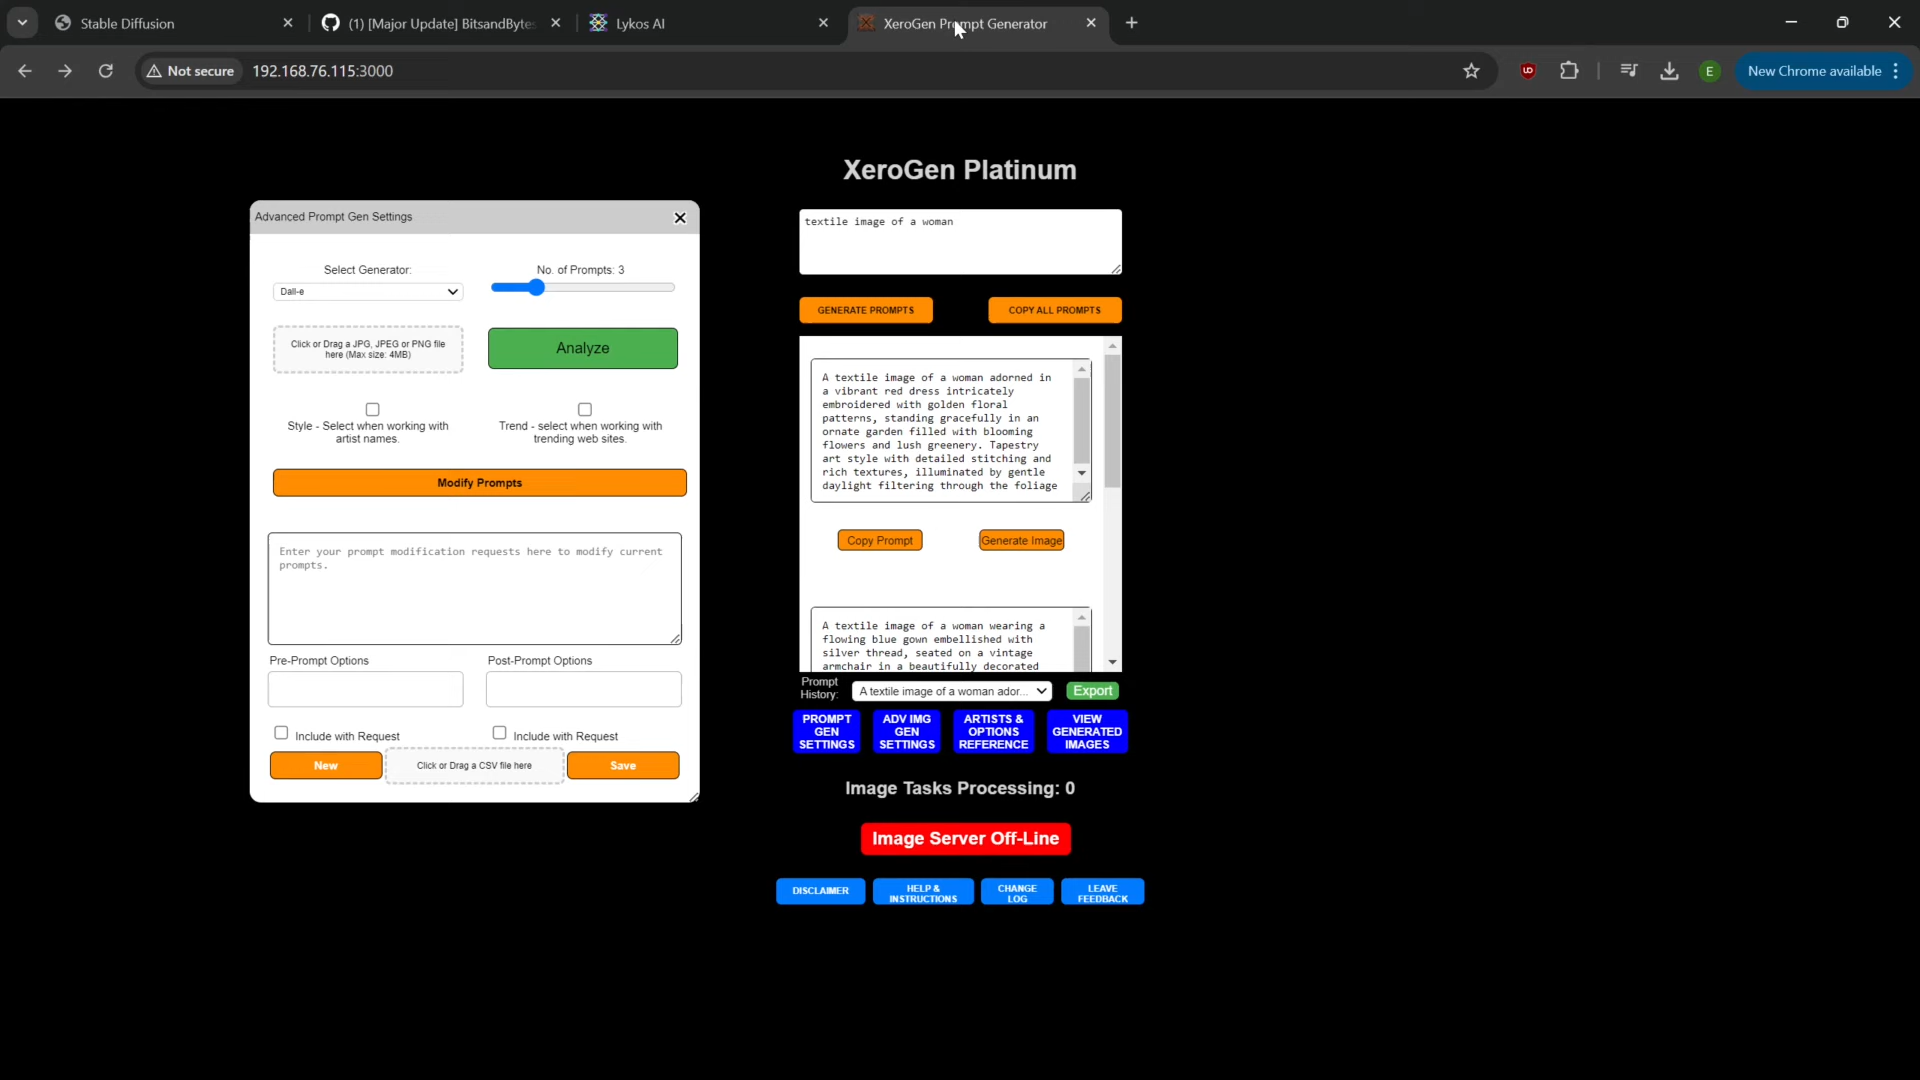 Stable Diffusion
(1) [Major Update] BitsandBytes
Lykos AI
XeroGen Prompt Generator
Not secure
192.168.76.115:3000
E
New Chrome available
XeroGen Platinum
Advanced Prompt Gen Settings
Select Generator:
No. of Prompts: 3
Dall-e
Click or Drag a JPG, JPEG or PNG file
here (Max size: 4MB)
Analyze
Style - Select when working with
artist names.
Trend - select when working with
trending web sites.
Modify Prompts
Enter your prompt modification requests here to modify current
prompts.
Pre-Prompt Options
Post-Prompt Options
Include with Request
Include with Request
New
Click or Drag a CSV file here
Save
textile image of a woman
GENERATE PROMPTS
COPY ALL PROMPTS
A textile image of a woman adorned in
a vibrant red dress intricately
embroidered with golden floral
patterns, standing gracefully in an
ornate garden filled with blooming
flowers and lush greenery. Tapestry
art style with detailed stitching and
rich textures, illuminated by gentle
daylight filtering through the foliage
Copy Prompt
Generate Image
A textile image of a woman wearing a
flowing blue gown embellished with
silver thread, seated on a vintage
armchair in a beautifully decorated
Prompt
History:
A textile image of a woman ador...
Export
PROMPT
GEN
SETTINGS
ADV IMG
GEN
SETTINGS
ARTISTS &
OPTIONS
REFERENCE
VIEW
GENERATED
IMAGES
Image Tasks Processing: 0
Image Server Off-Line
DISCLAIMER
HELP &
INSTRUCTIONS
CHANGE
LOG
LEAVE
FEEDBACK